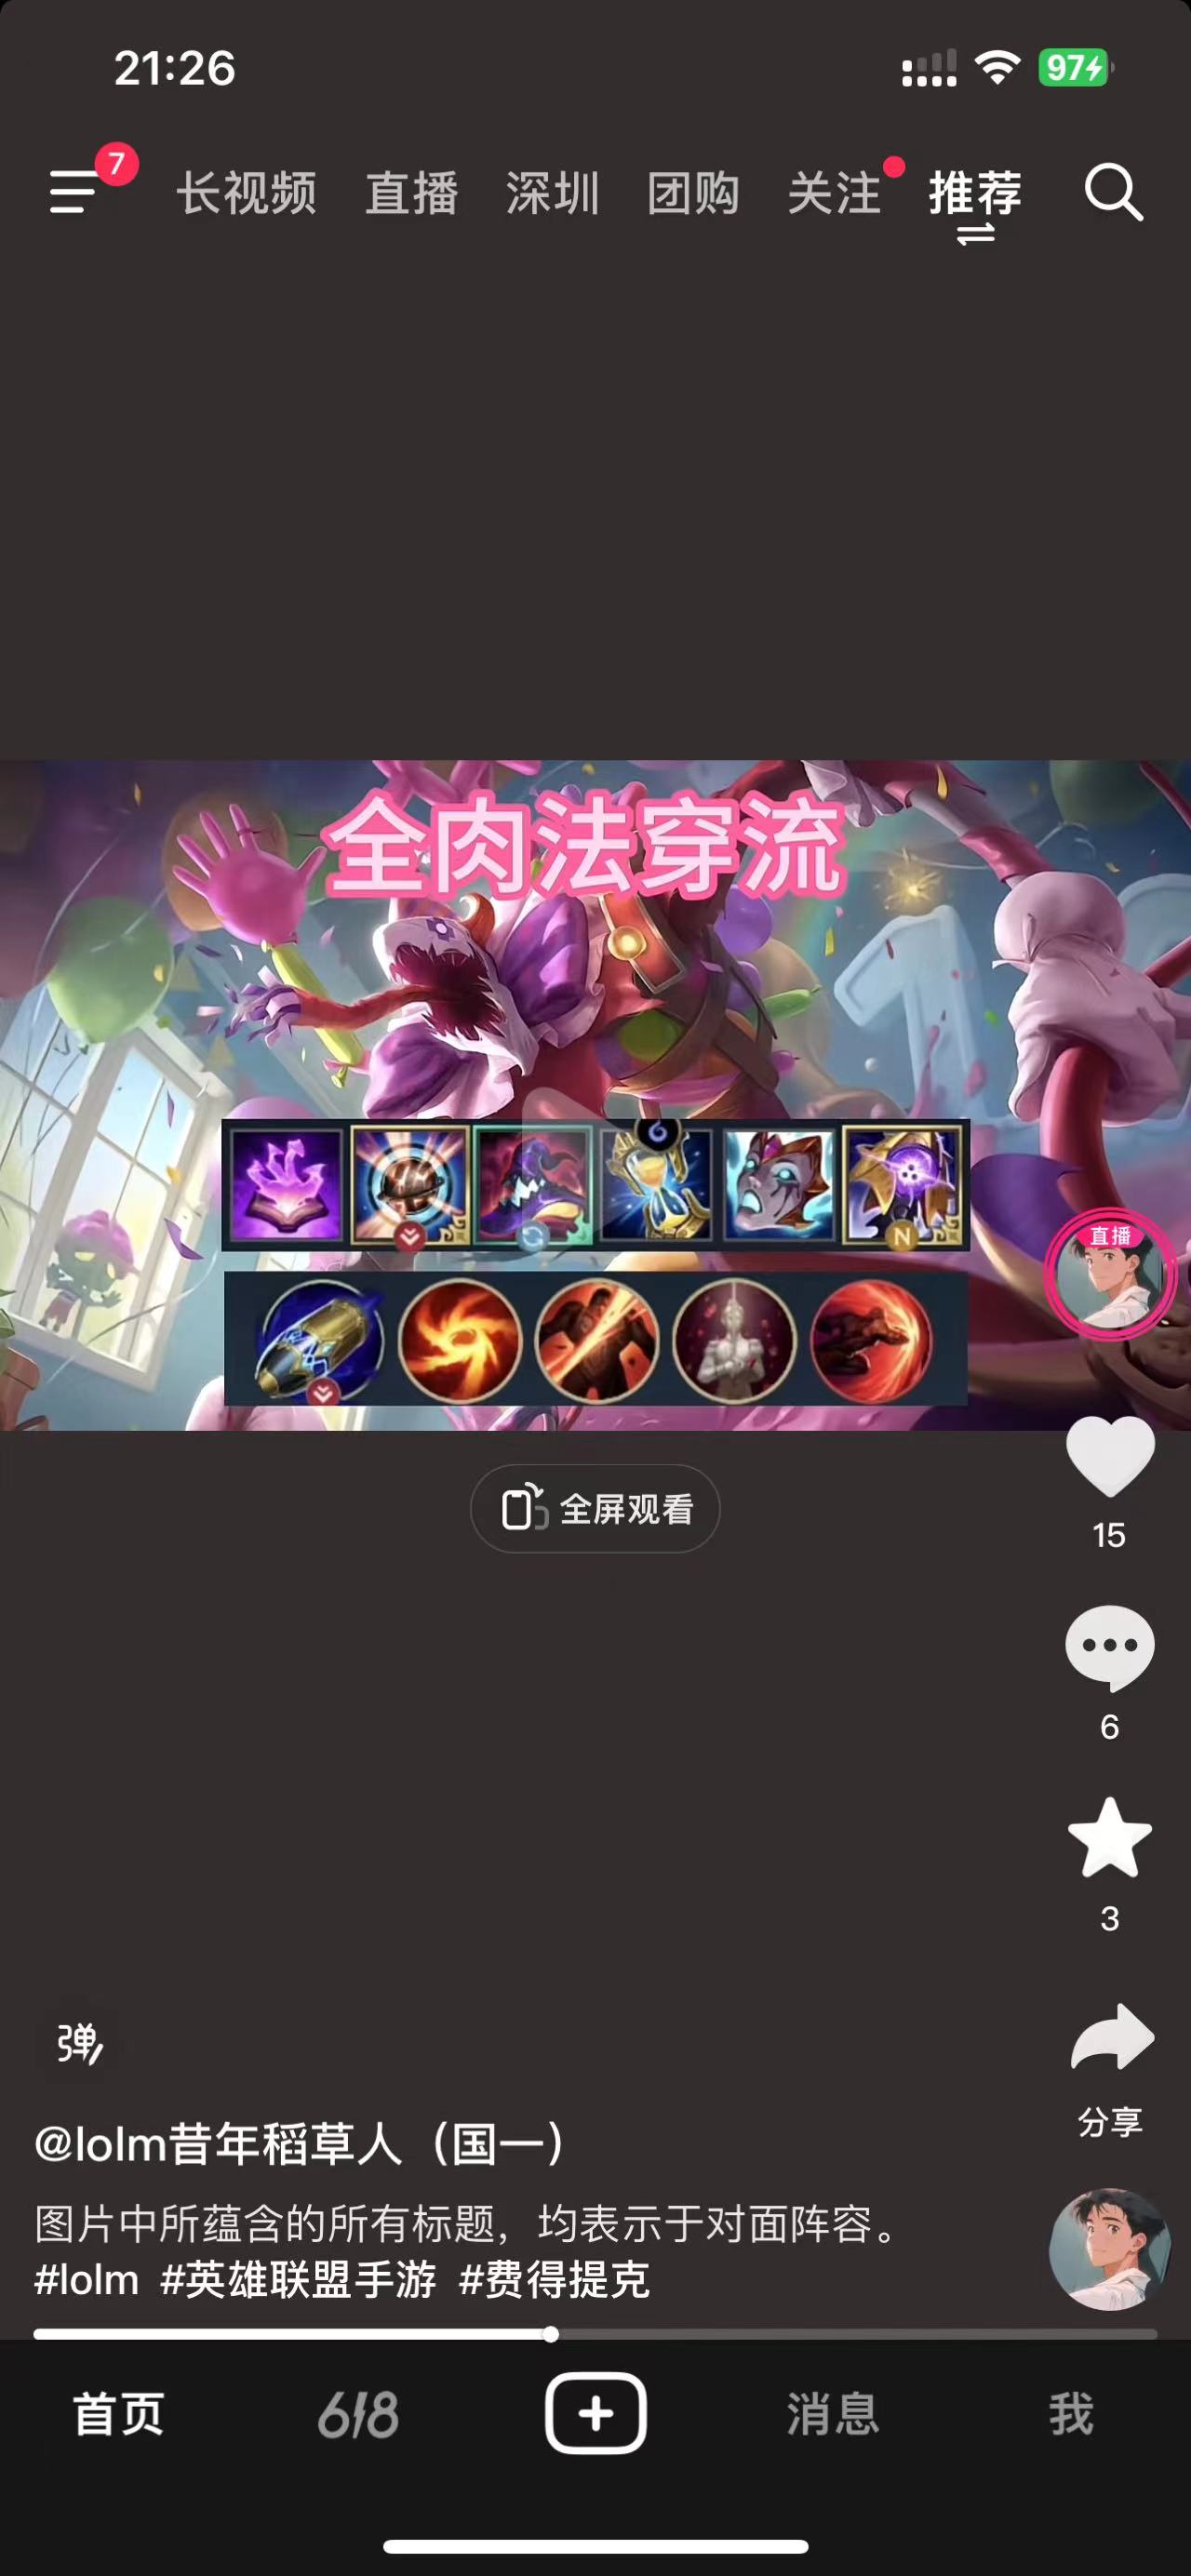 21:26
97
7
长视频 直播 深圳 团购 关注 推荐
全肉法穿流
6
N
直播
全屏观看
15
6
3
弹
分享
@lolm昔年稻草人（国一）
图片中所蕴含的所有标题，均表示于对面阵容。
#lolm #英雄联盟手游 #费得提克
首页 618 消息 我